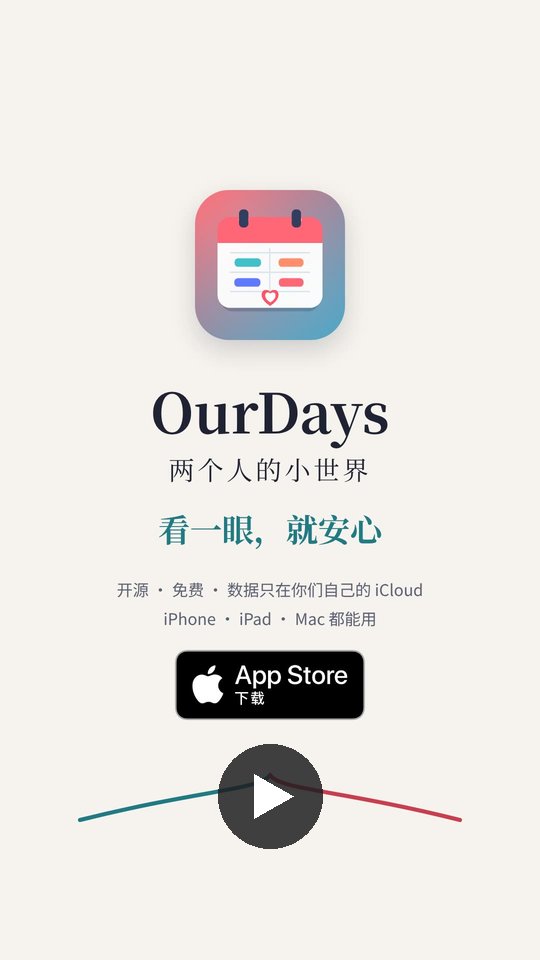 OurDays
两个人的小世界
看一眼，就安心
开源 · 免费 · 数据只在你们自己的 iCloud
iPhone · iPad · Mac 都能用
App Store
下载